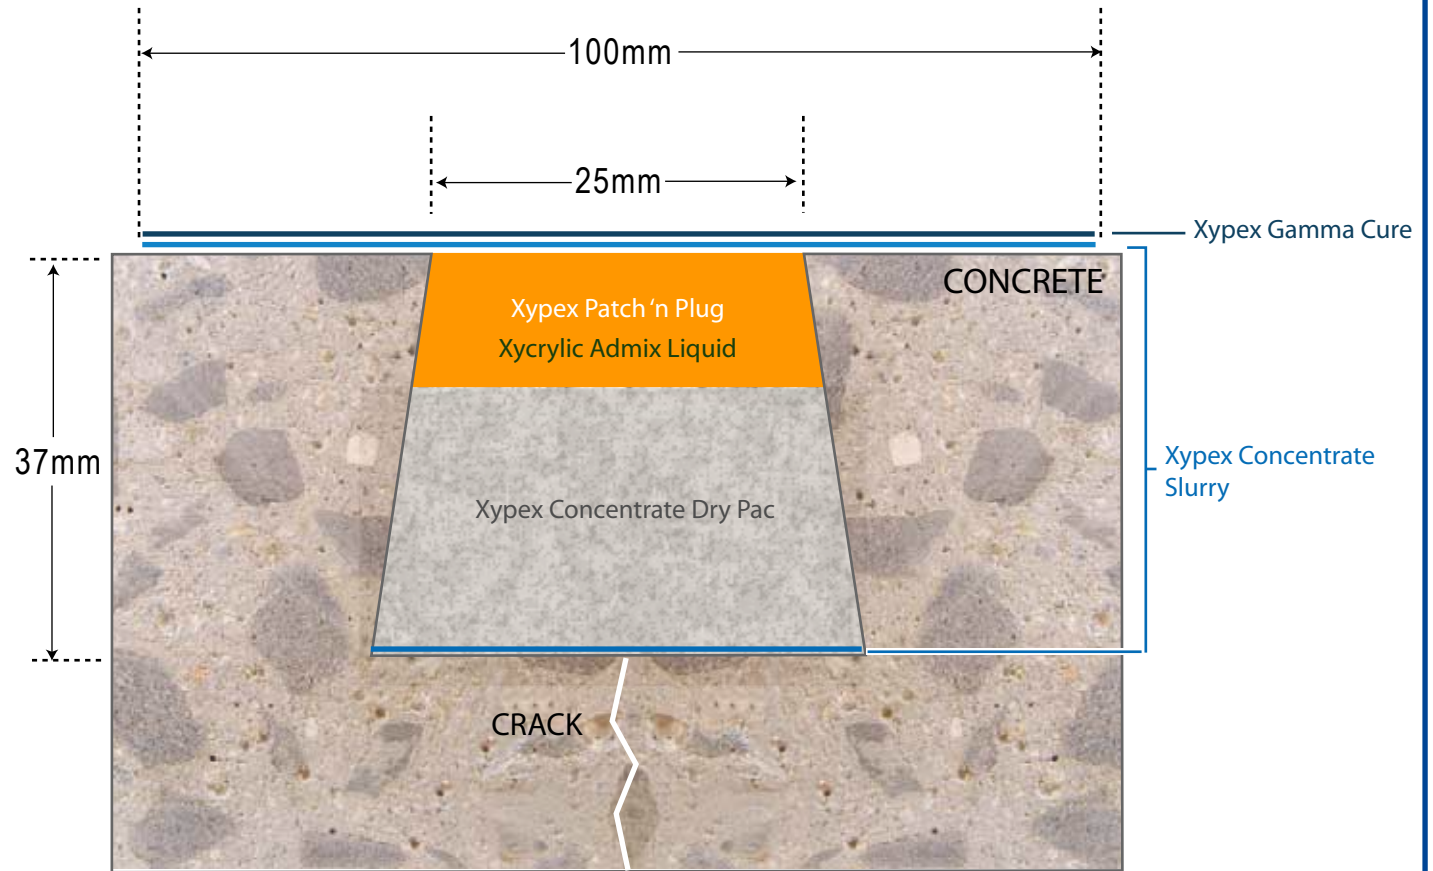 100mm
25mm
Xypex Gamma Cure
CONCRETE
Xypex Patch ‘n Plug
Xycrylic Admix Liquid
37mm
Xypex Concentrate
Slurry
Xypex Concentrate Dry Pac
CRACK